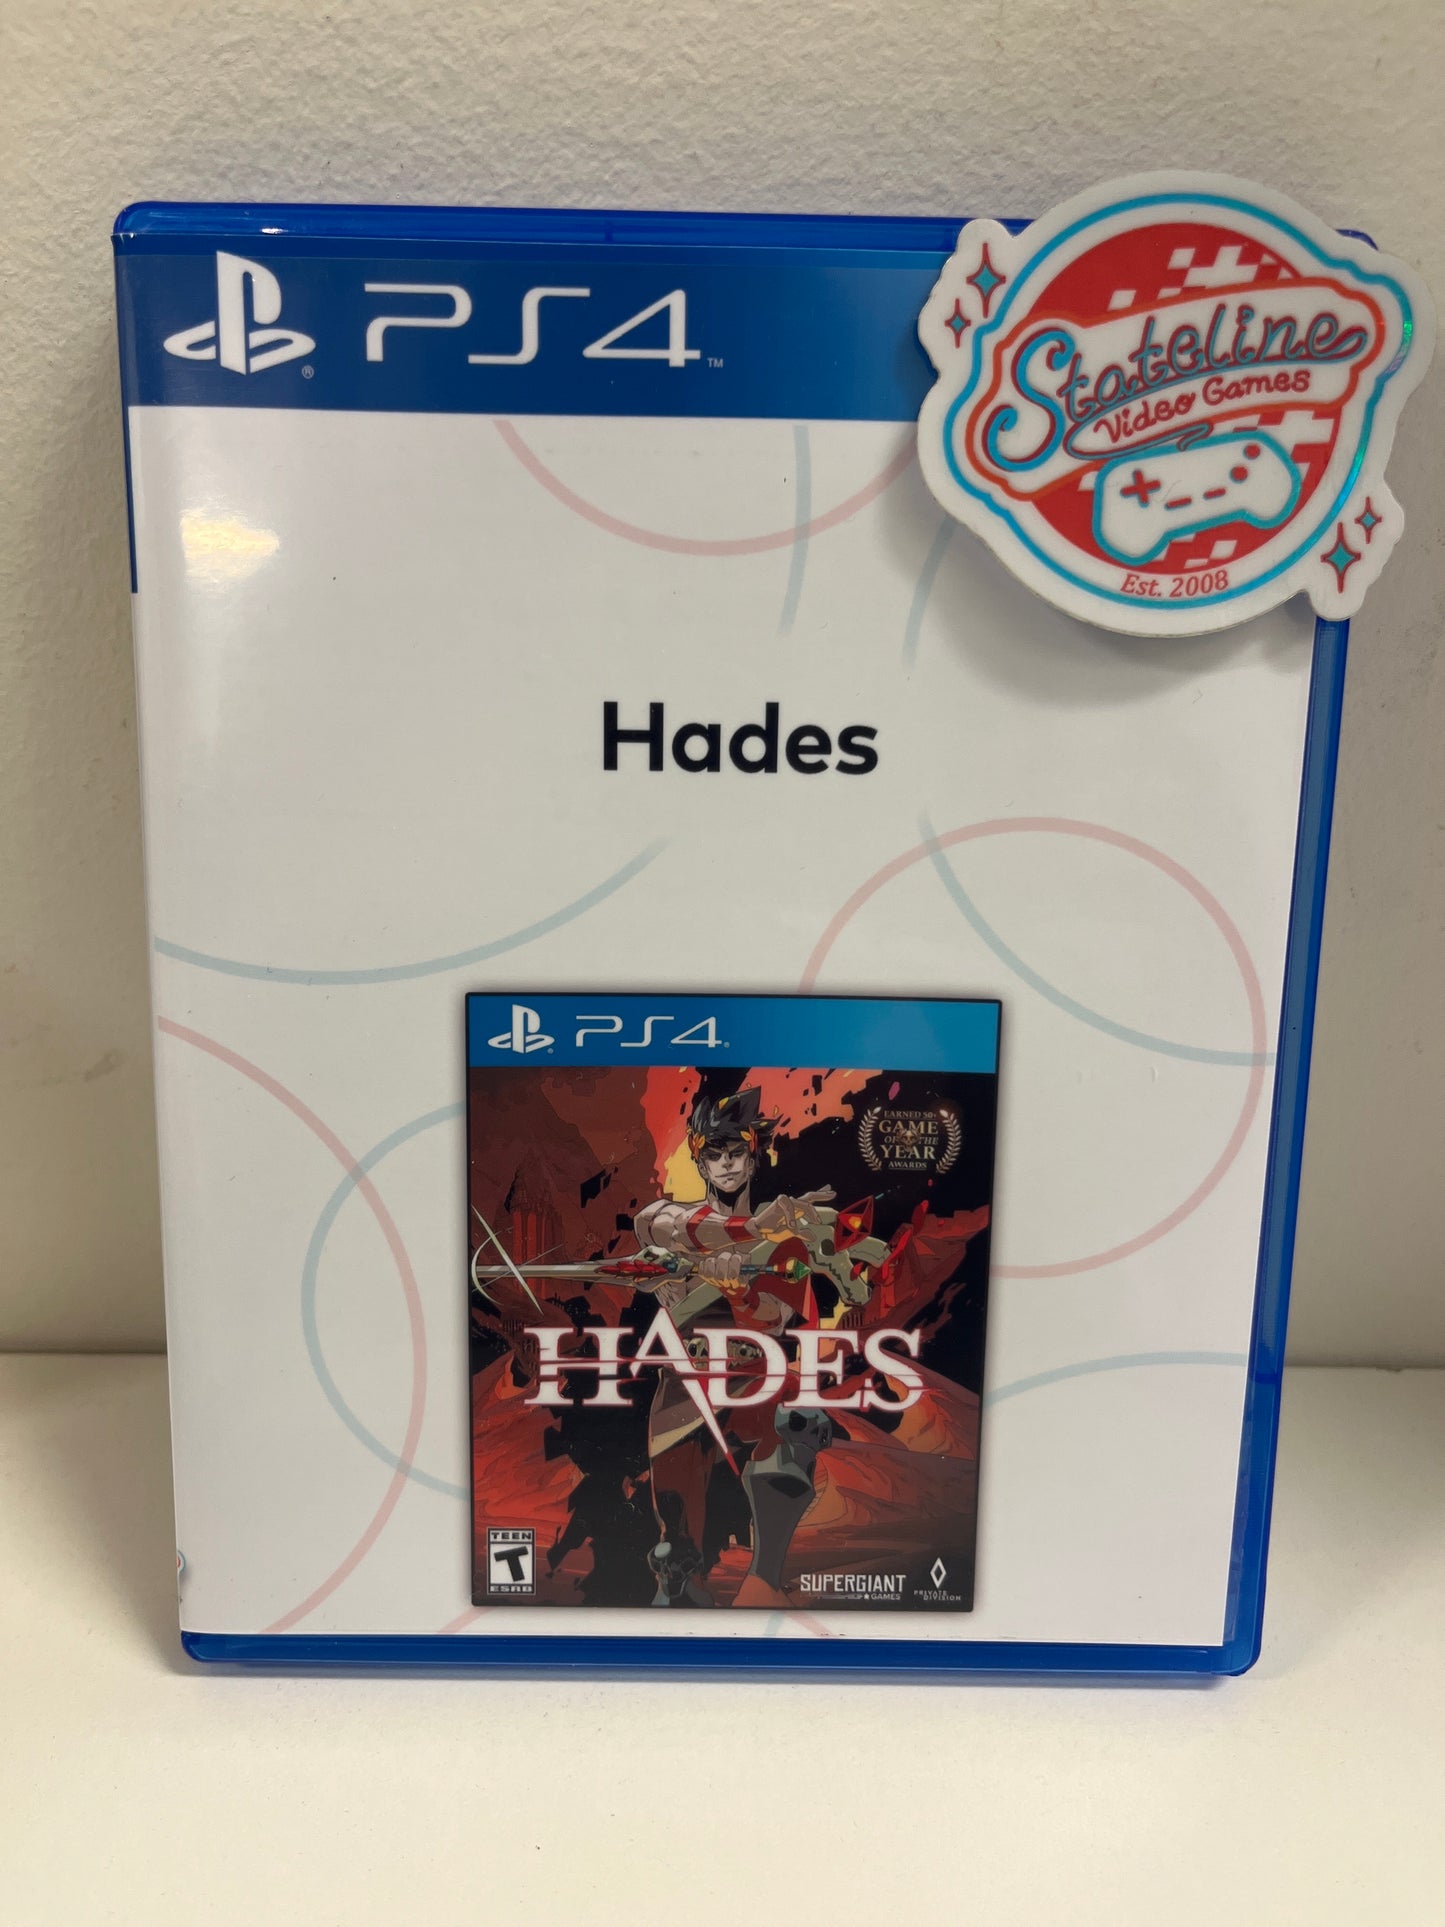 PS4™
Stateline
Video Games
Est. 2008
Hades
PS4
EARNED 50+
GAME
OF THE
YEAR
AWARDS
HADES
TEEN
T
ESRB
SUPERGIANT
GAMES
PRIVATE
DIVISION